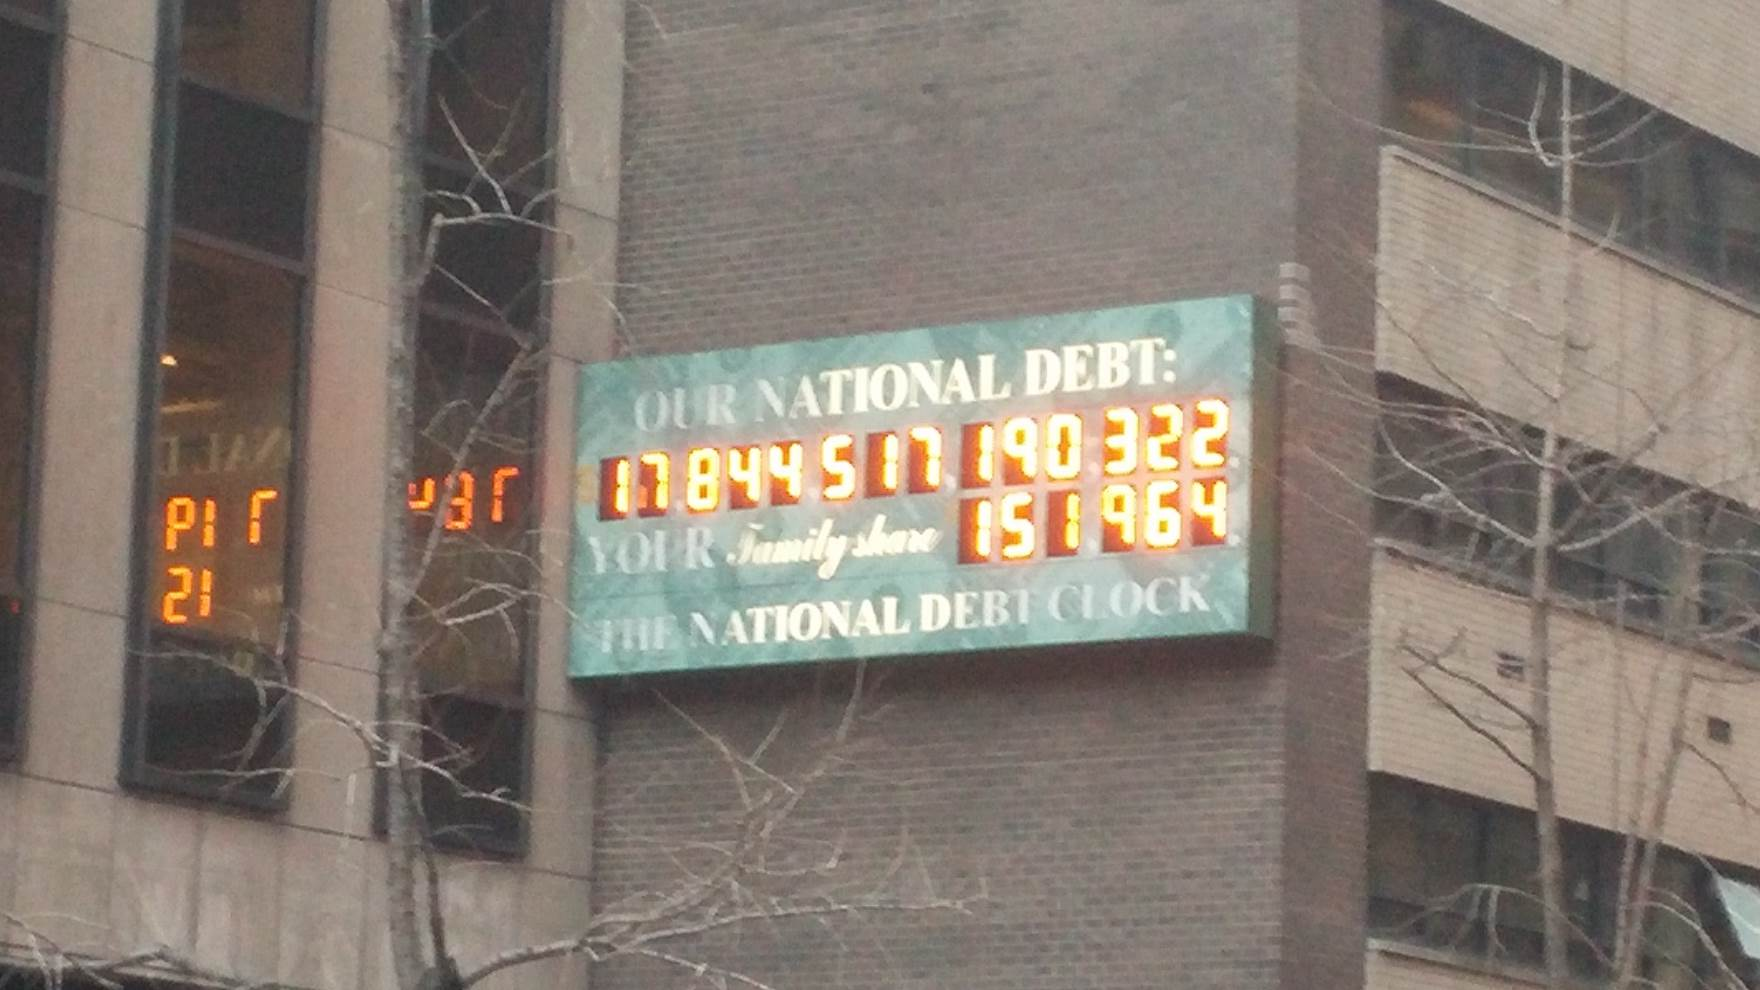 OUR NATIONAL DEBT:
17,844,517,190,322.
YOUR Family share 151,964.
THE NATIONAL DEBT CLOCK